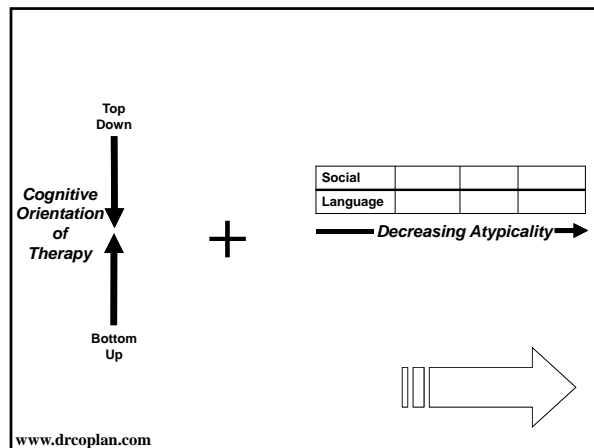 Top
Down
Cognitive
Orientation
of
Therapy
Bottom
Up
+
Social
Language
Decreasing Atypicality
www.drcoplan.com